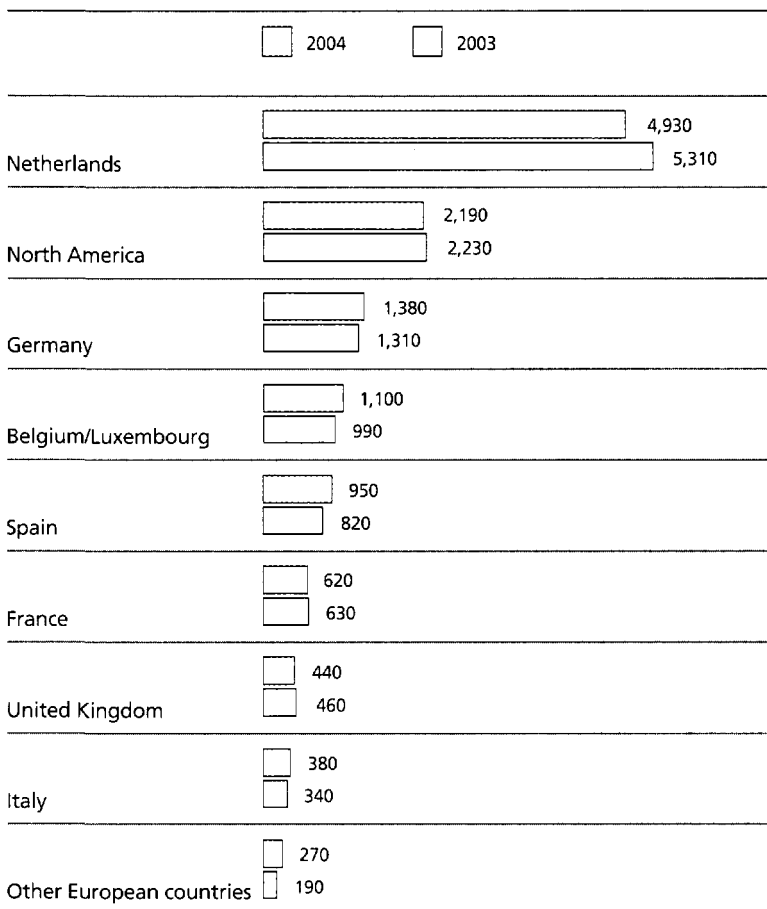 2004 2003
4,930
Netherlands 5,310
2,190
North America 2,230
1,380
Germany 1,310
1,100
Belgium/Luxembourg 990
950
Spain 820
620
France 630
440
United Kingdom 460
380
Italy 340
270
Other European countries 190